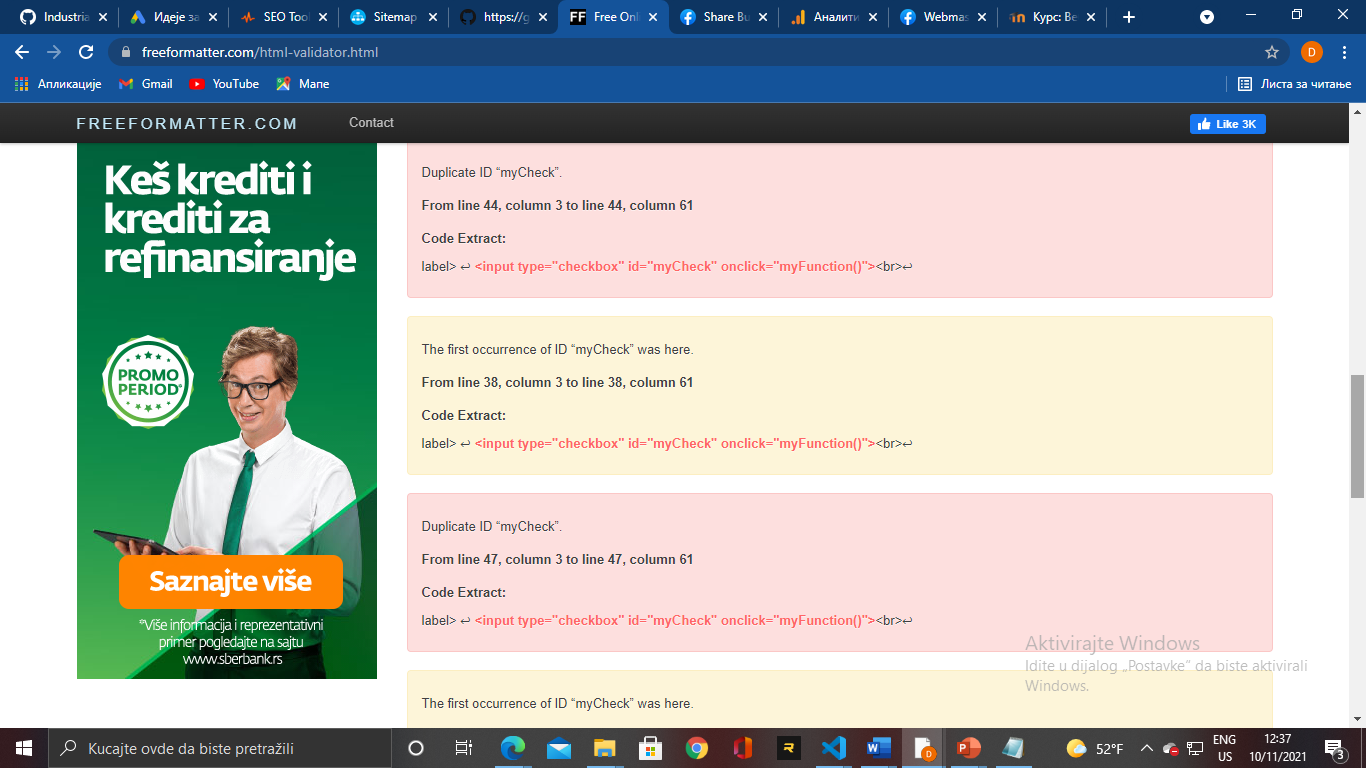 Industria
Идеје за
SEO Tool
Sitemap
https://g
Free Onli
Share Bu
Аналити
Webmas
Курс: Be
freeformatter.com/html-validator.html
Апликације
Gmail
YouTube
Мапе
Листа за читање
FREEFORMATTER.COM
Contact
Like 3K
Keš krediti i
krediti za
refinansiranje
PROMO
PERIOD*
Saznajte više
*Više informacija i reprezentativni
primer pogledajte na sajtu
www.sberbank.rs
Duplicate ID “myCheck”.
From line 44, column 3 to line 44, column 61
Code Extract:
label> ↩ <input type="checkbox" id="myCheck" onclick="myFunction()"><br>↩
The first occurrence of ID “myCheck” was here.
From line 38, column 3 to line 38, column 61
Code Extract:
label> ↩ <input type="checkbox" id="myCheck" onclick="myFunction()"><br>↩
Duplicate ID “myCheck”.
From line 47, column 3 to line 47, column 61
Code Extract:
label> ↩ <input type="checkbox" id="myCheck" onclick="myFunction()"><br>↩
The first occurrence of ID “myCheck” was here.
Aktivirajte Windows
Idite u dijalog „Postavke“ da biste aktivirali
Windows.
Kucajte ovde da biste pretražili
52°F
ENG
US
12:37
10/11/2021
3